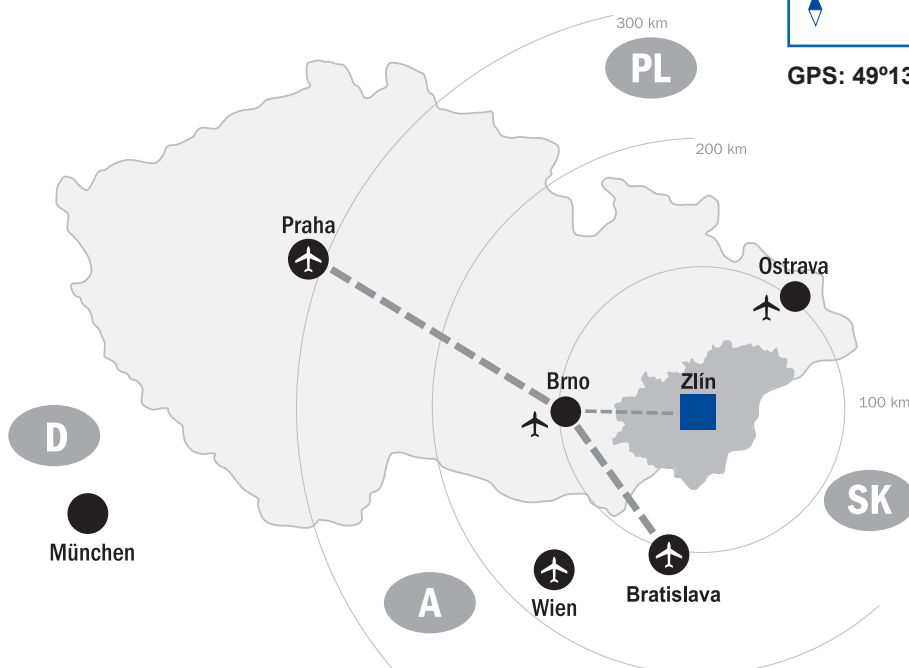 300 km
PL
GPS: 49º13
200 km
Praha
Ostrava
Brno
Zlín
100 km
D
SK
München
A
Wien
Bratislava